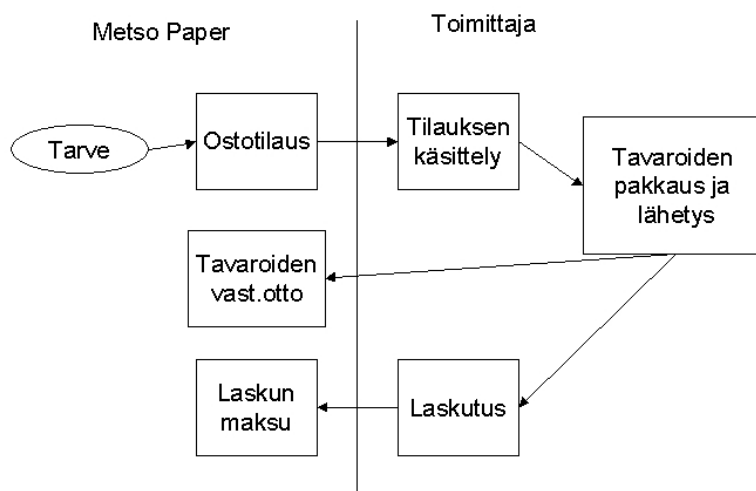 Metso Paper
Toimittaja
Tarve
Ostotilaus
Tilauksen
käsittely
Tavaroiden
pakkaus ja
lähetys
Tavaroiden
vast.otto
Laskun
maksu
Laskutus